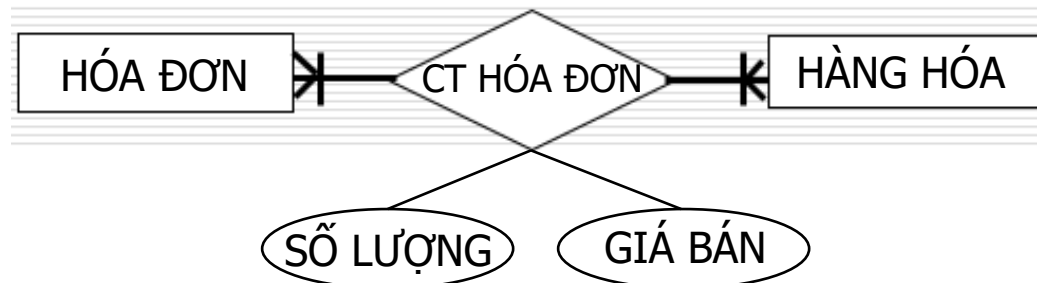 HÓA ĐƠN
CT HÓA ĐƠN
HÀNG HÓA
SỐ LƯỢNG
GIÁ BÁN